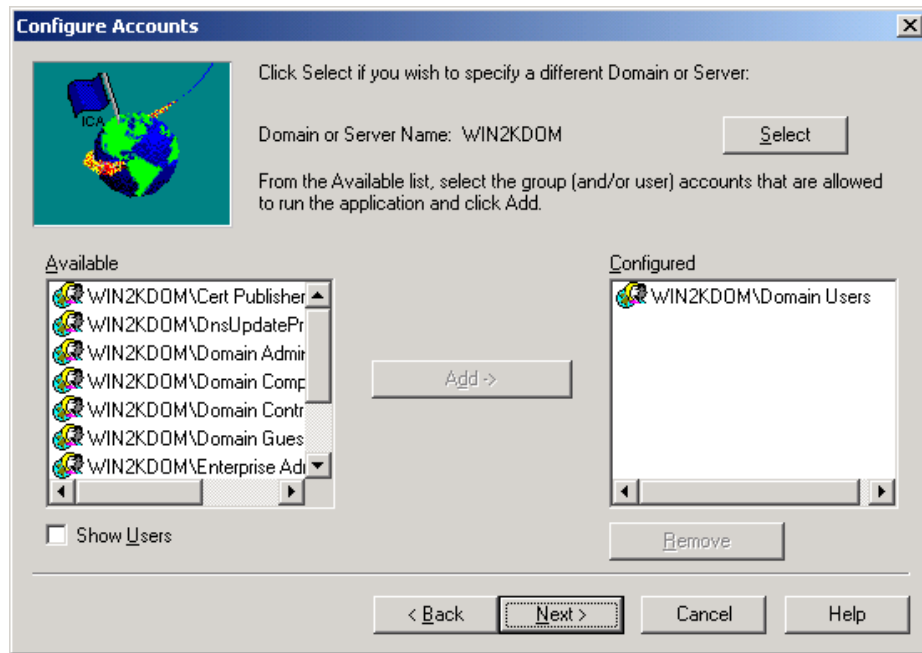 Configure Accounts
Click Select if you wish to specify a different Domain or Server:
ICA
Domain or Server Name: WIN2KDOM
Select
From the Available list, select the group (and/or user) accounts that are allowed
to run the application and click Add.
Available
WIN2KDOM\Cert Publisher
WIN2KDOM\DnsUpdatePr
WIN2KDOM\Domain Admin
WIN2KDOM\Domain Comp
WIN2KDOM\Domain Contr
WIN2KDOM\Domain Gues
WIN2KDOM\Enterprise Adm
Show Users
Add ->
Configured
WIN2KDOM\Domain Users
Remove
< Back
Next >
Cancel
Help